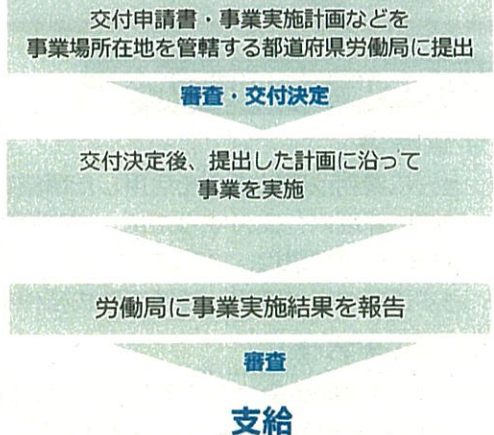 交付申請書・事業実施計画などを
事業場所在地を管轄する都道府県労働局に提出
審査・交付決定
交付決定後、提出した計画に沿って
事業を実施
労働局に事業実施結果を報告
審査
支給